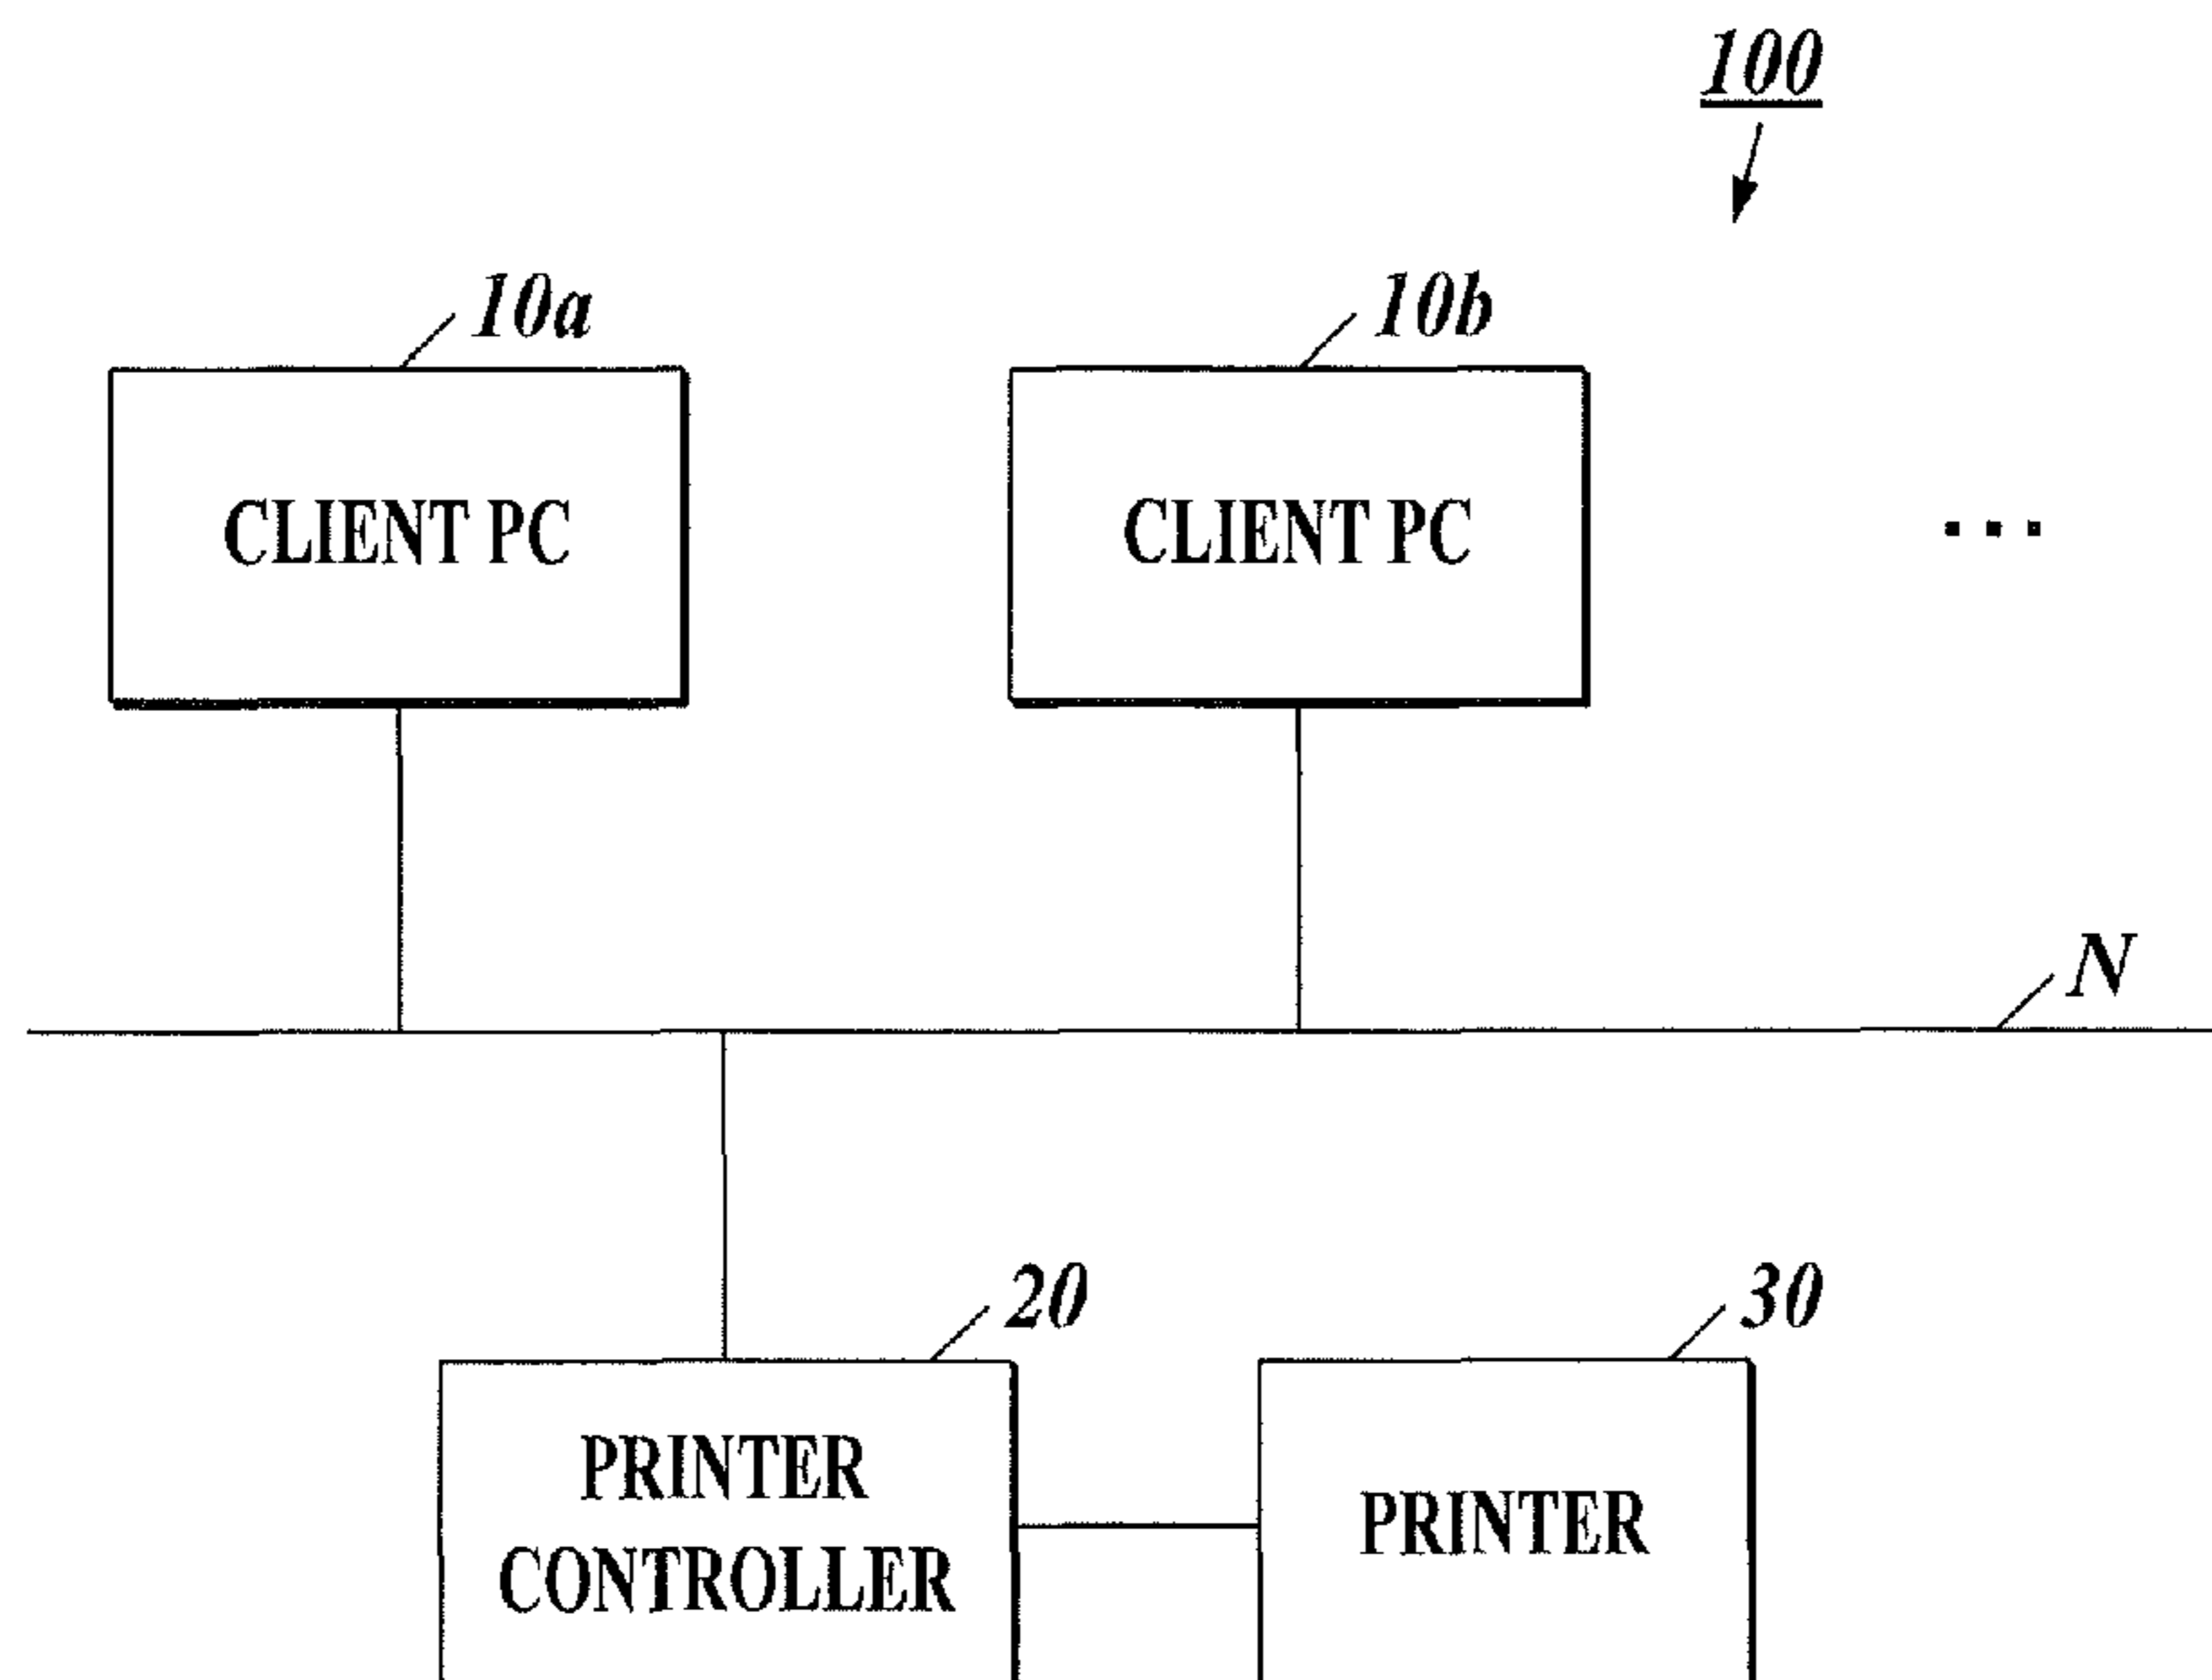 100
10a
10b
CLIENT PC
CLIENT PC
...
N
20
30
PRINTER
CONTROLLER
PRINTER